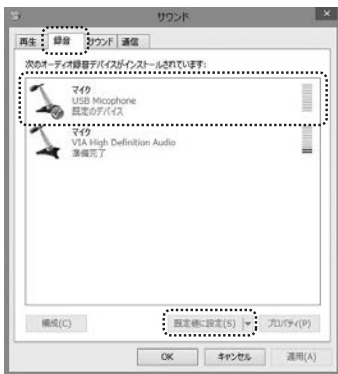 サウンド
再生 録音 サウンド 通信
次のオーディオ録音デバイスがインストールされています:
マイク
USB Micophone
既定のデバイス
マイク
VIA High Definition Audio
準備完了
構成(C) 既定値に設定(S) プロパティ(P)
OK キャンセル 適用(A)